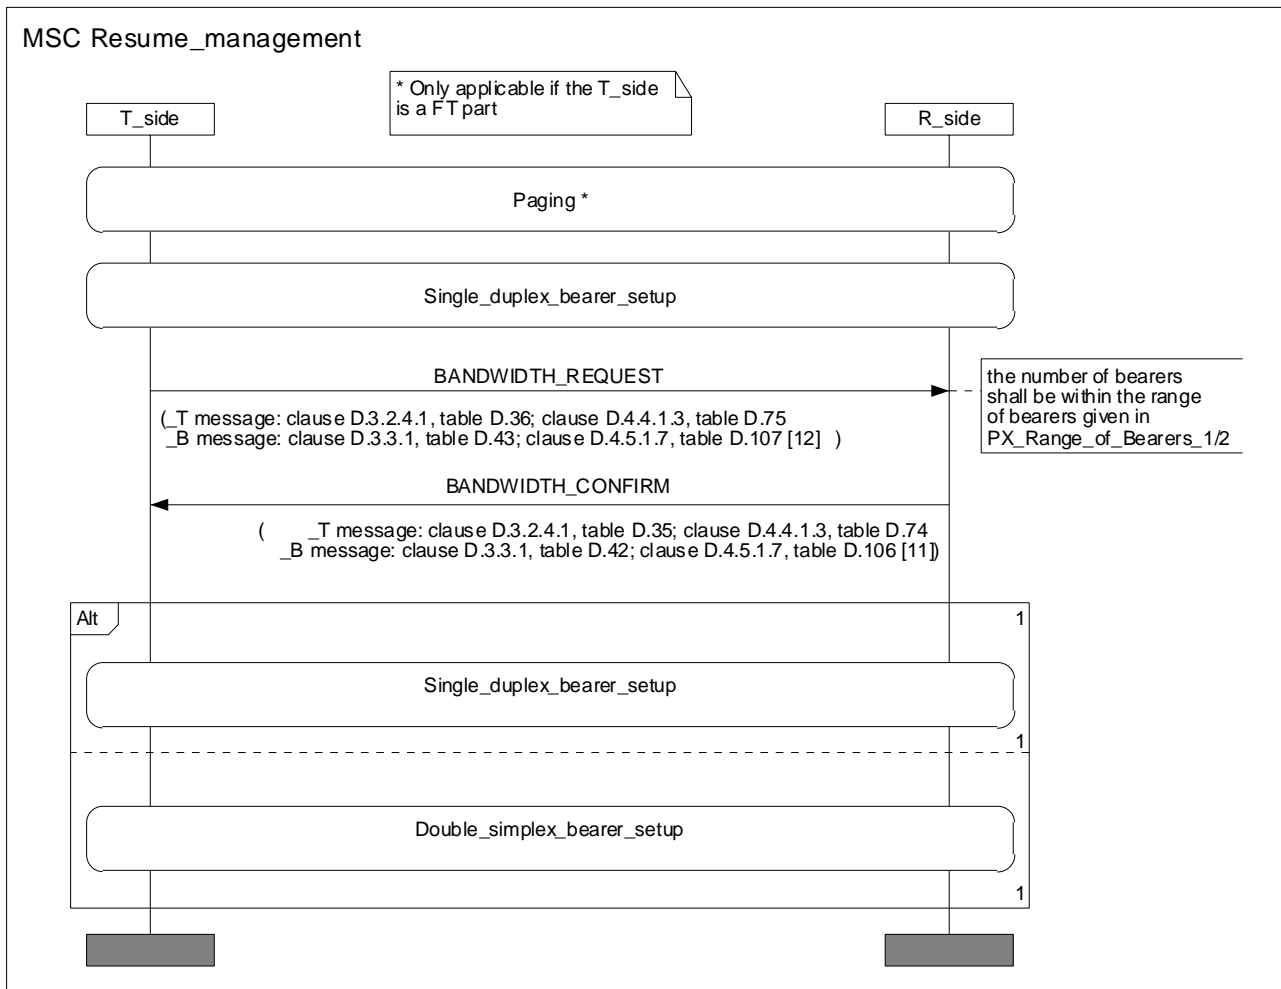 MSC Resume_management
* Only applicable if the T_side
is a FT part
T_side
R_side
Paging *
Single_duplex_bearer_setup
BANDWIDTH_REQUEST
(_T message: clause D.3.2.4.1, table D.36; clause D.4.4.1.3, table D.75
_B message: clause D.3.3.1, table D.43; clause D.4.5.1.7, table D.107 [12] )
the number of bearers
shall be within the range
of bearers given in
PX_Range_of_Bearers_1/2
BANDWIDTH_CONFIRM
( _T message: clause D.3.2.4.1, table D.35; clause D.4.4.1.3, table D.74
_B message: clause D.3.3.1, table D.42; clause D.4.5.1.7, table D.106 [11])
Alt
1
Single_duplex_bearer_setup
1
Double_simplex_bearer_setup
1